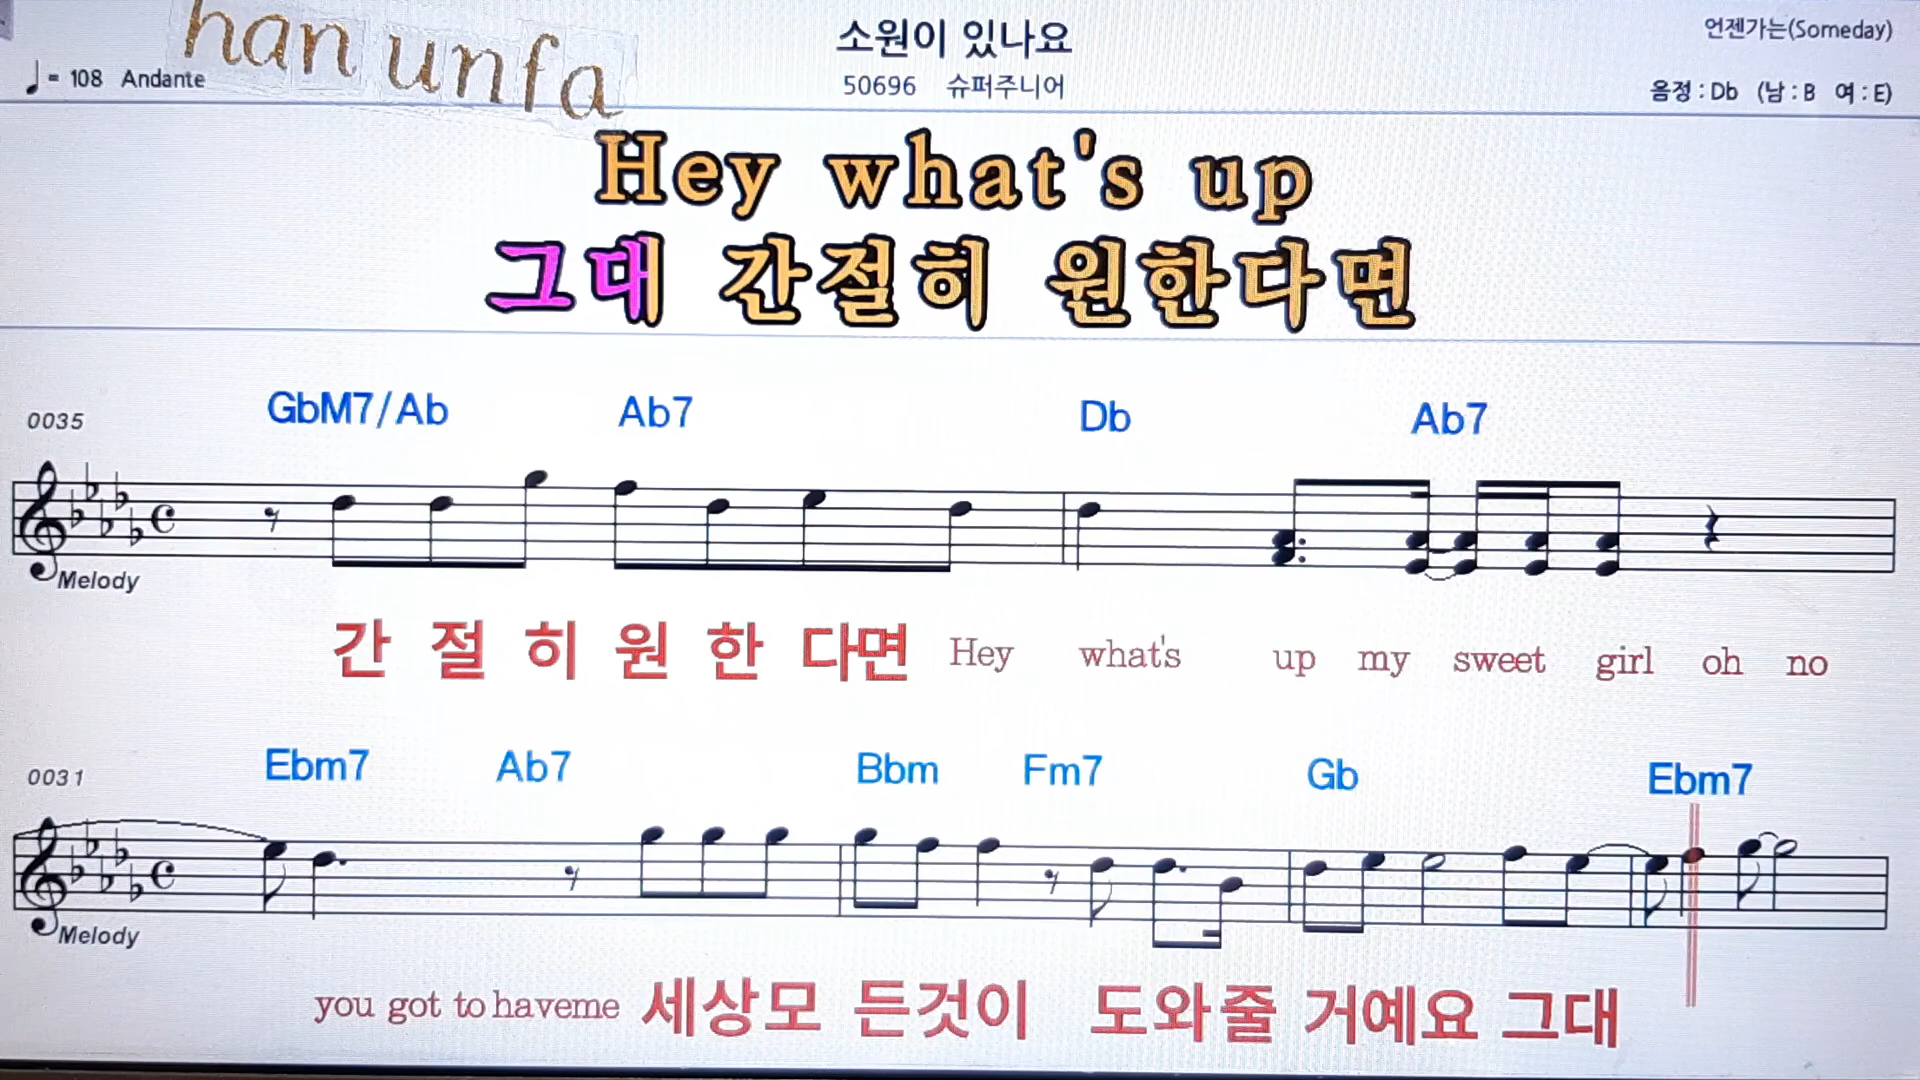 han unfa
소원이 있나요
언젠가는(Someday)
♩= 108 Andante
50696 슈퍼주니어
음정 : Db (남 : B 여 : E)
Hey what's up
그대 간절히 원한다면
0035 GbM7/Ab Ab7 Db Ab7
Melody
간 절 히 원 한 다면 Hey what's up my sweet girl oh no
0031 Ebm7 Ab7 Bbm Fm7 Gb Ebm7
Melody
you got to haveme 세상모 든것이 도와줄 거예요 그대